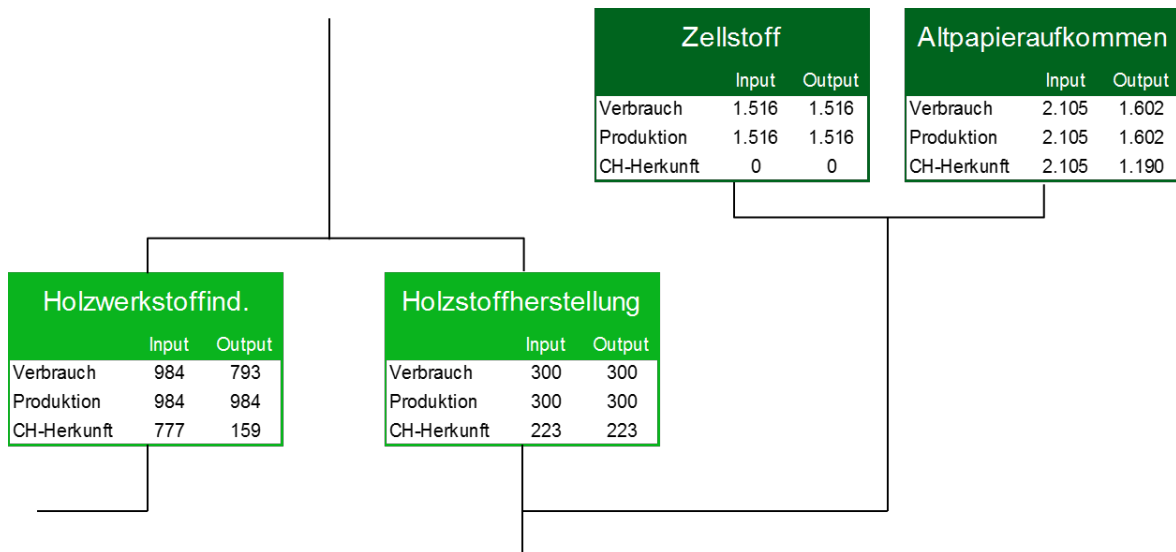 Zellstoff
Input Output
Verbrauch 1.516 1.516
Produktion 1.516 1.516
CH-Herkunft 0 0
Altpapieraufkommen
Input Output
Verbrauch 2.105 1.602
Produktion 2.105 1.602
CH-Herkunft 2.105 1.190
Holzwerkstoffind.
Input Output
Verbrauch 984 793
Produktion 984 984
CH-Herkunft 777 159
Holzstoffherstellung
Input Output
Verbrauch 300 300
Produktion 300 300
CH-Herkunft 223 223